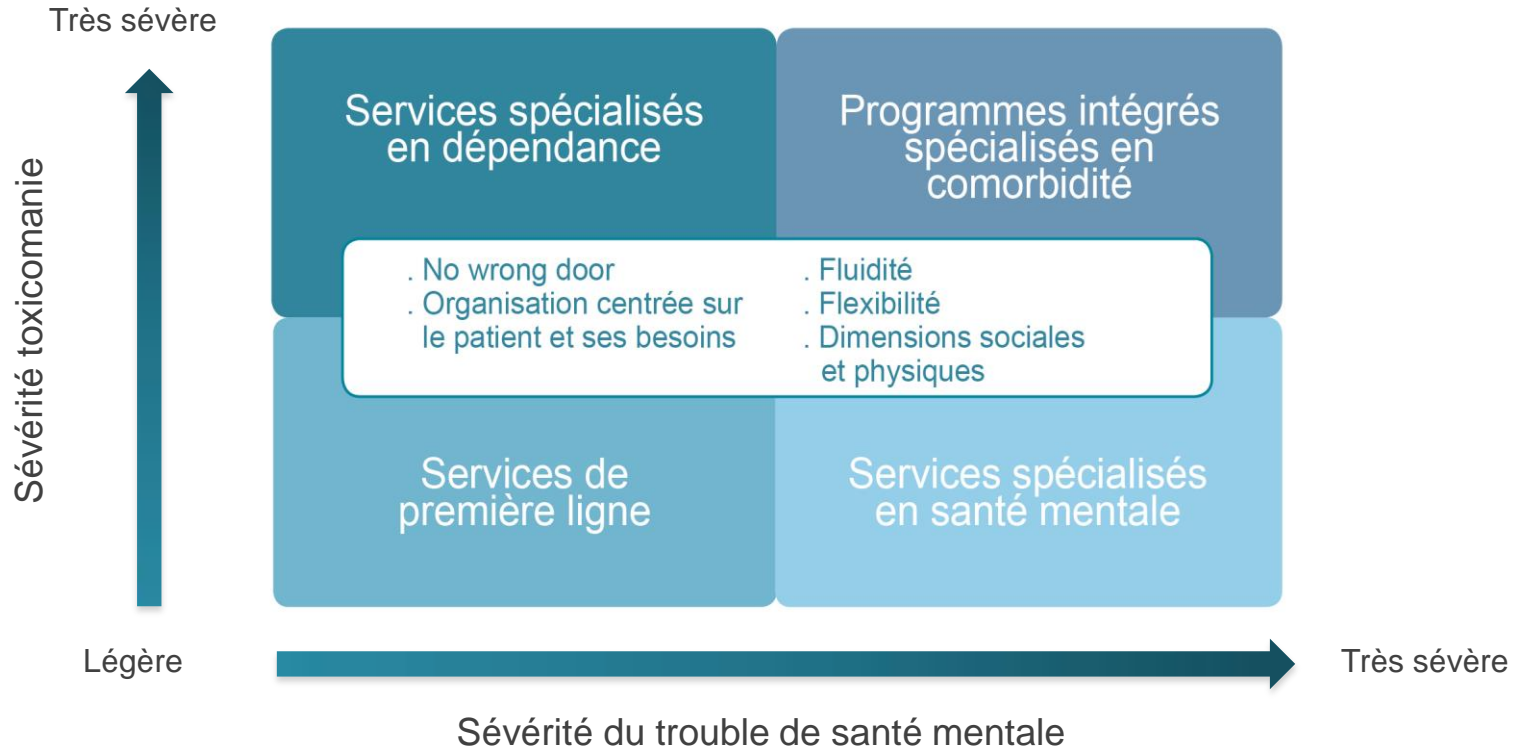 Très sévère
Sévérité toxicomanie
Services spécialisés
en dépendance
Programmes intégrés
spécialisés en
comorbidité
. No wrong door
. Organisation centrée sur
le patient et ses besoins
. Fluidité
. Flexibilité
. Dimensions sociales
et physiques
Services de
première ligne
Services spécialisés
en santé mentale
Légère
Très sévère
Sévérité du trouble de santé mentale